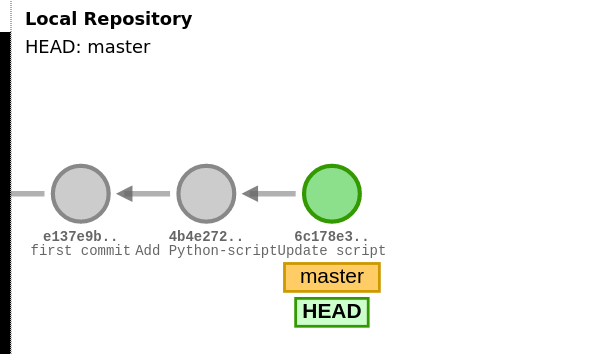 Local Repository
HEAD: master
e137e9b.. 4b4e272.. 6c178e3..
first commit Add Python-script Update script
master
HEAD